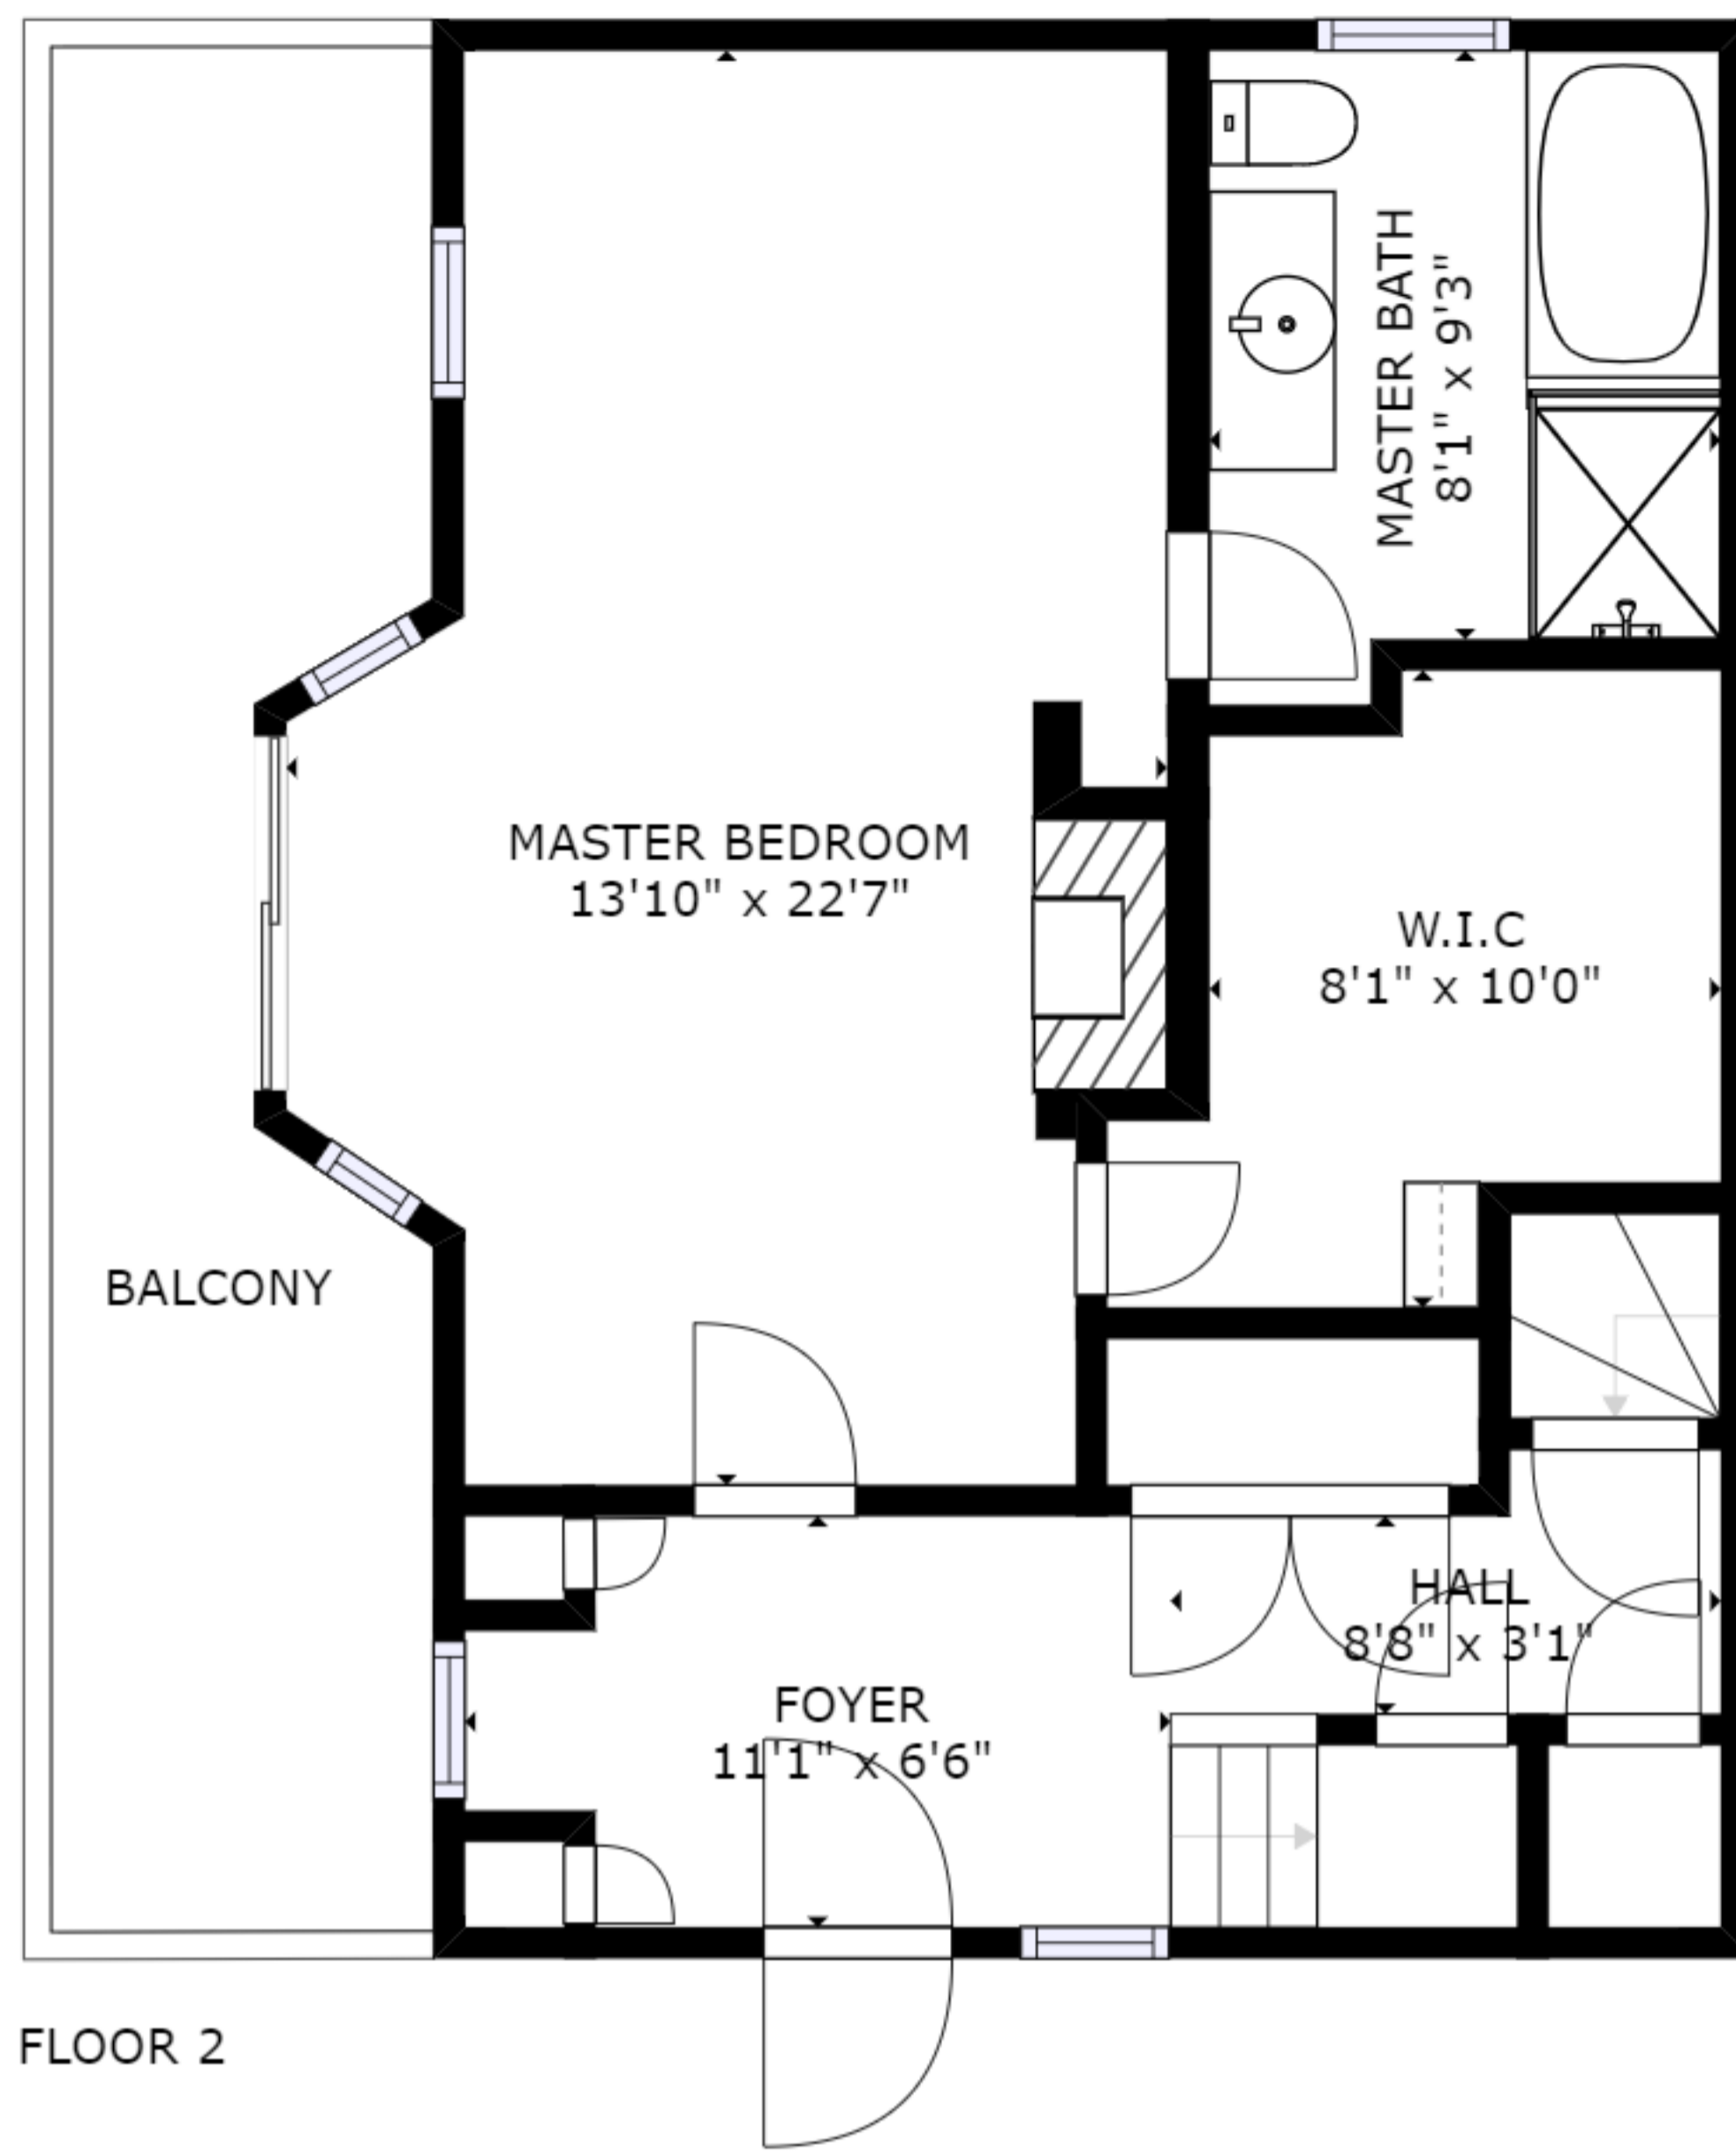 MASTER BATH
8'1" x 9'3"
MASTER BEDROOM
13'10" x 22'7"
W.I.C
8'1" x 10'0"
BALCONY
HALL
8'8" x 3'1"
FOYER
11'1" x 6'6"
FLOOR 2